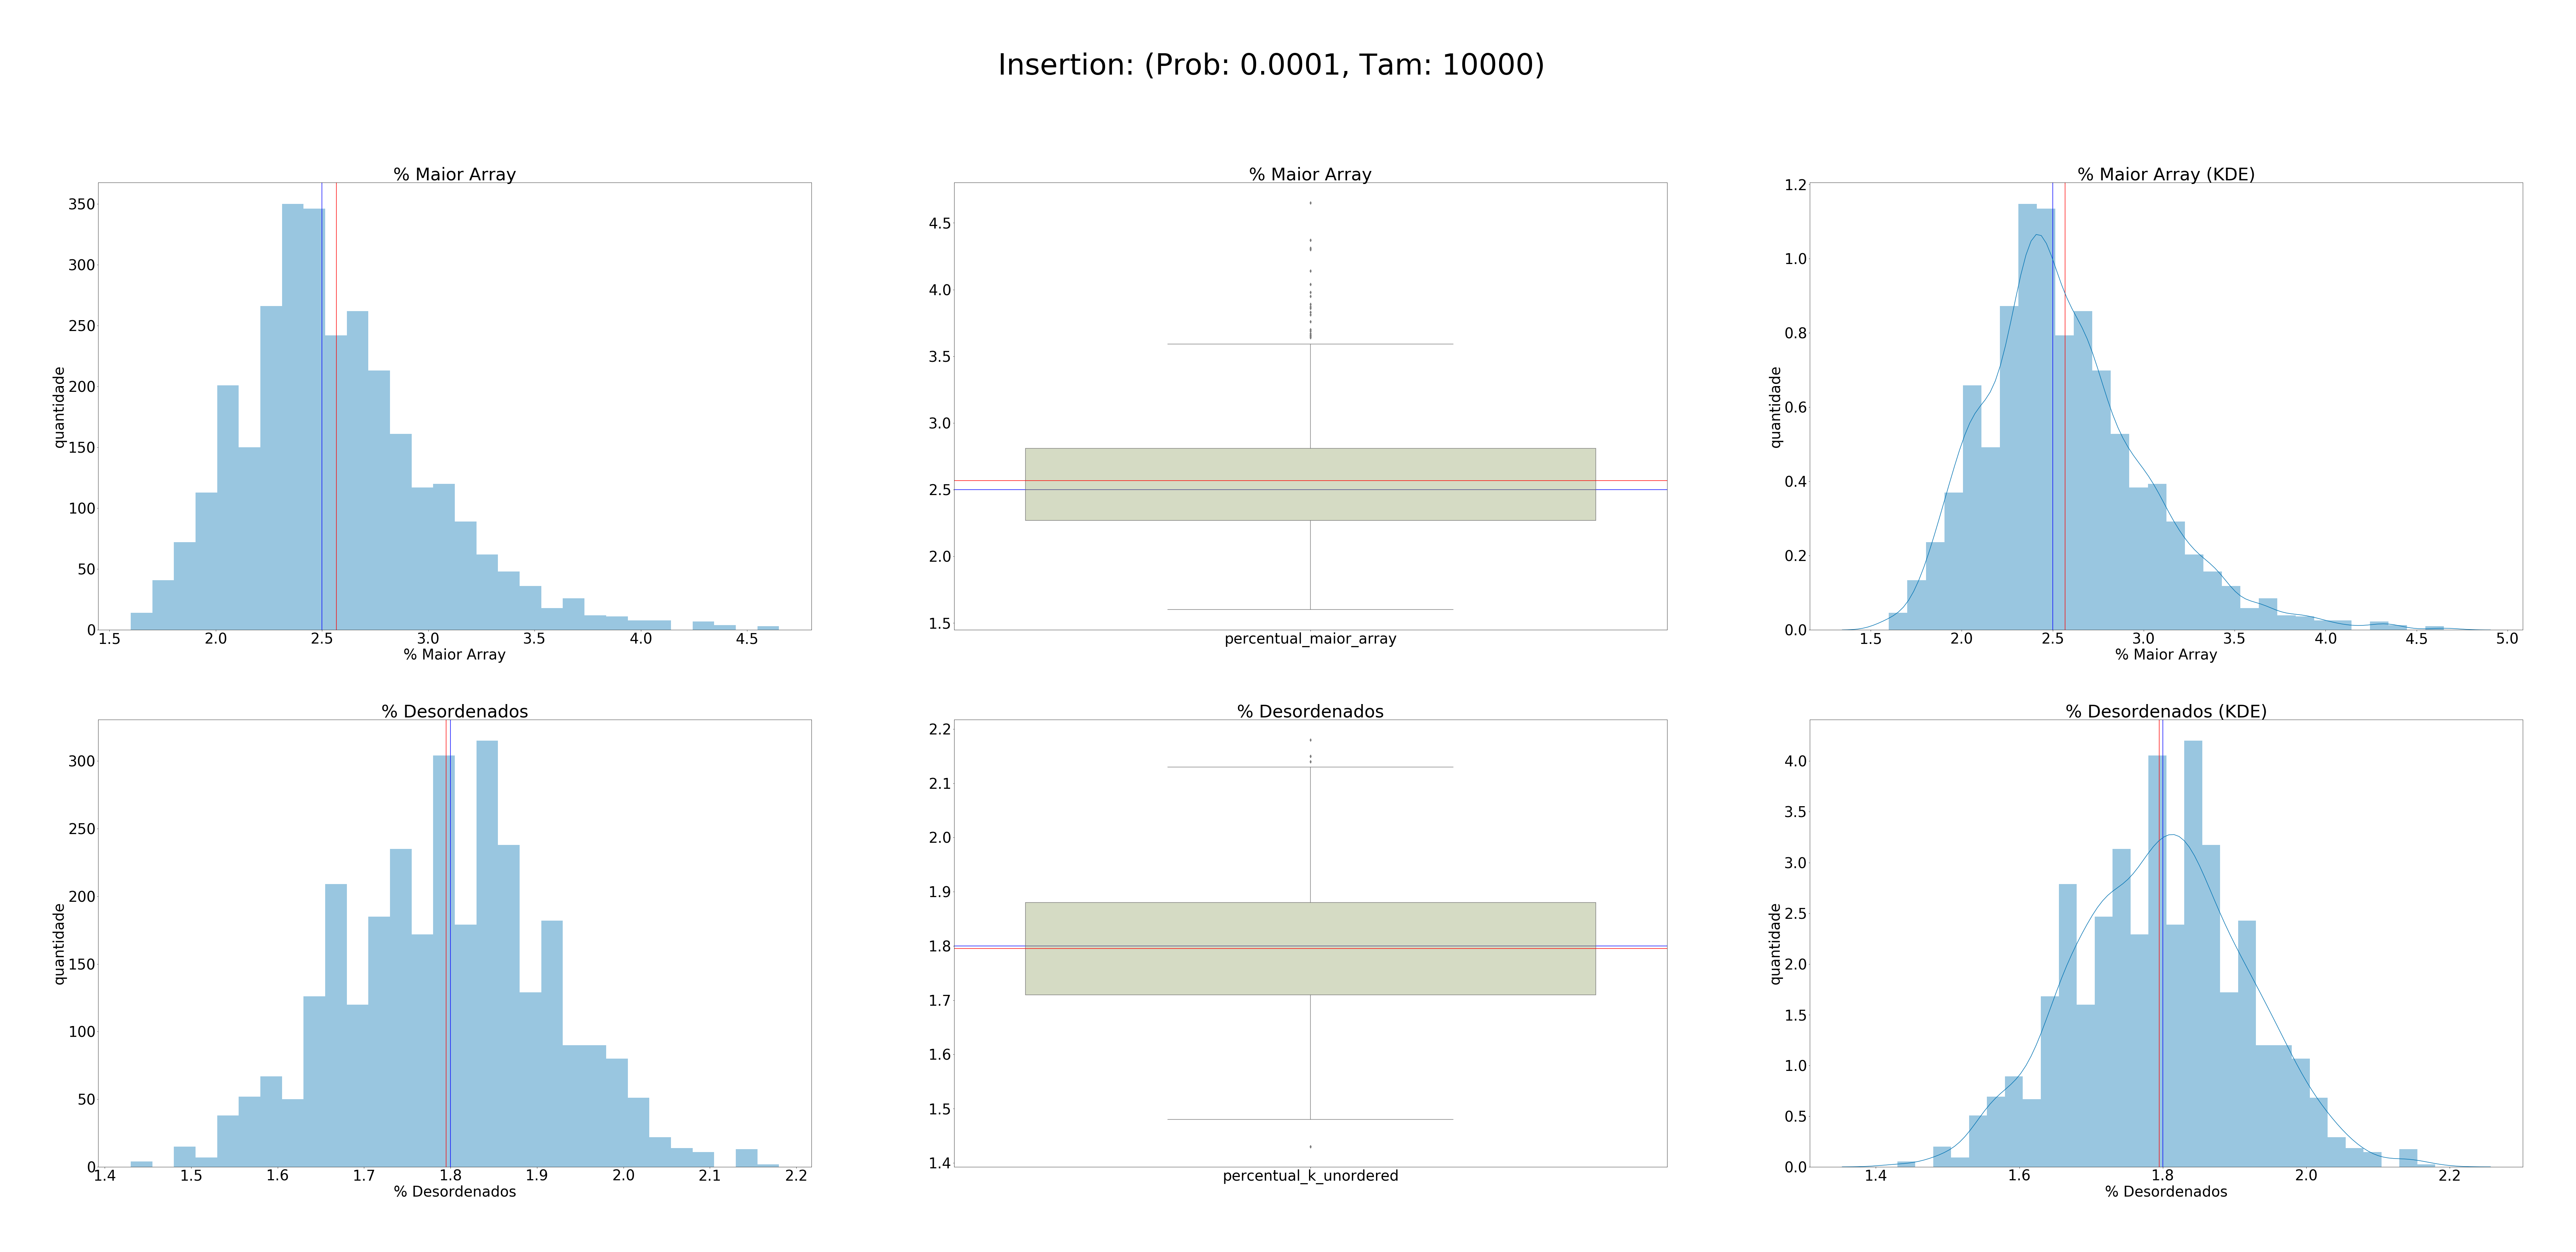 Insertion: (Prob: 0.0001, Tam: 10000)
% Maior Array
350
300
250
200
150
100
50
0
quantidade
1.5 2.0 2.5 3.0 3.5 4.0 4.5
% Maior Array
% Maior Array
4.5
4.0
3.5
3.0
2.5
2.0
1.5
percentual_maior_array
% Maior Array (KDE)
1.2
1.0
0.8
0.6
0.4
0.2
0.0
quantidade
1.5 2.0 2.5 3.0 3.5 4.0 4.5 5.0
% Maior Array
% Desordenados
300
250
200
150
100
50
0
quantidade
1.4 1.5 1.6 1.7 1.8 1.9 2.0 2.1 2.2
% Desordenados
% Desordenados
2.2
2.1
2.0
1.9
1.8
1.7
1.6
1.5
1.4
percentual_k_unordered
% Desordenados (KDE)
4.0
3.5
3.0
2.5
2.0
1.5
1.0
0.5
0.0
quantidade
1.4 1.6 1.8 2.0 2.2
% Desordenados